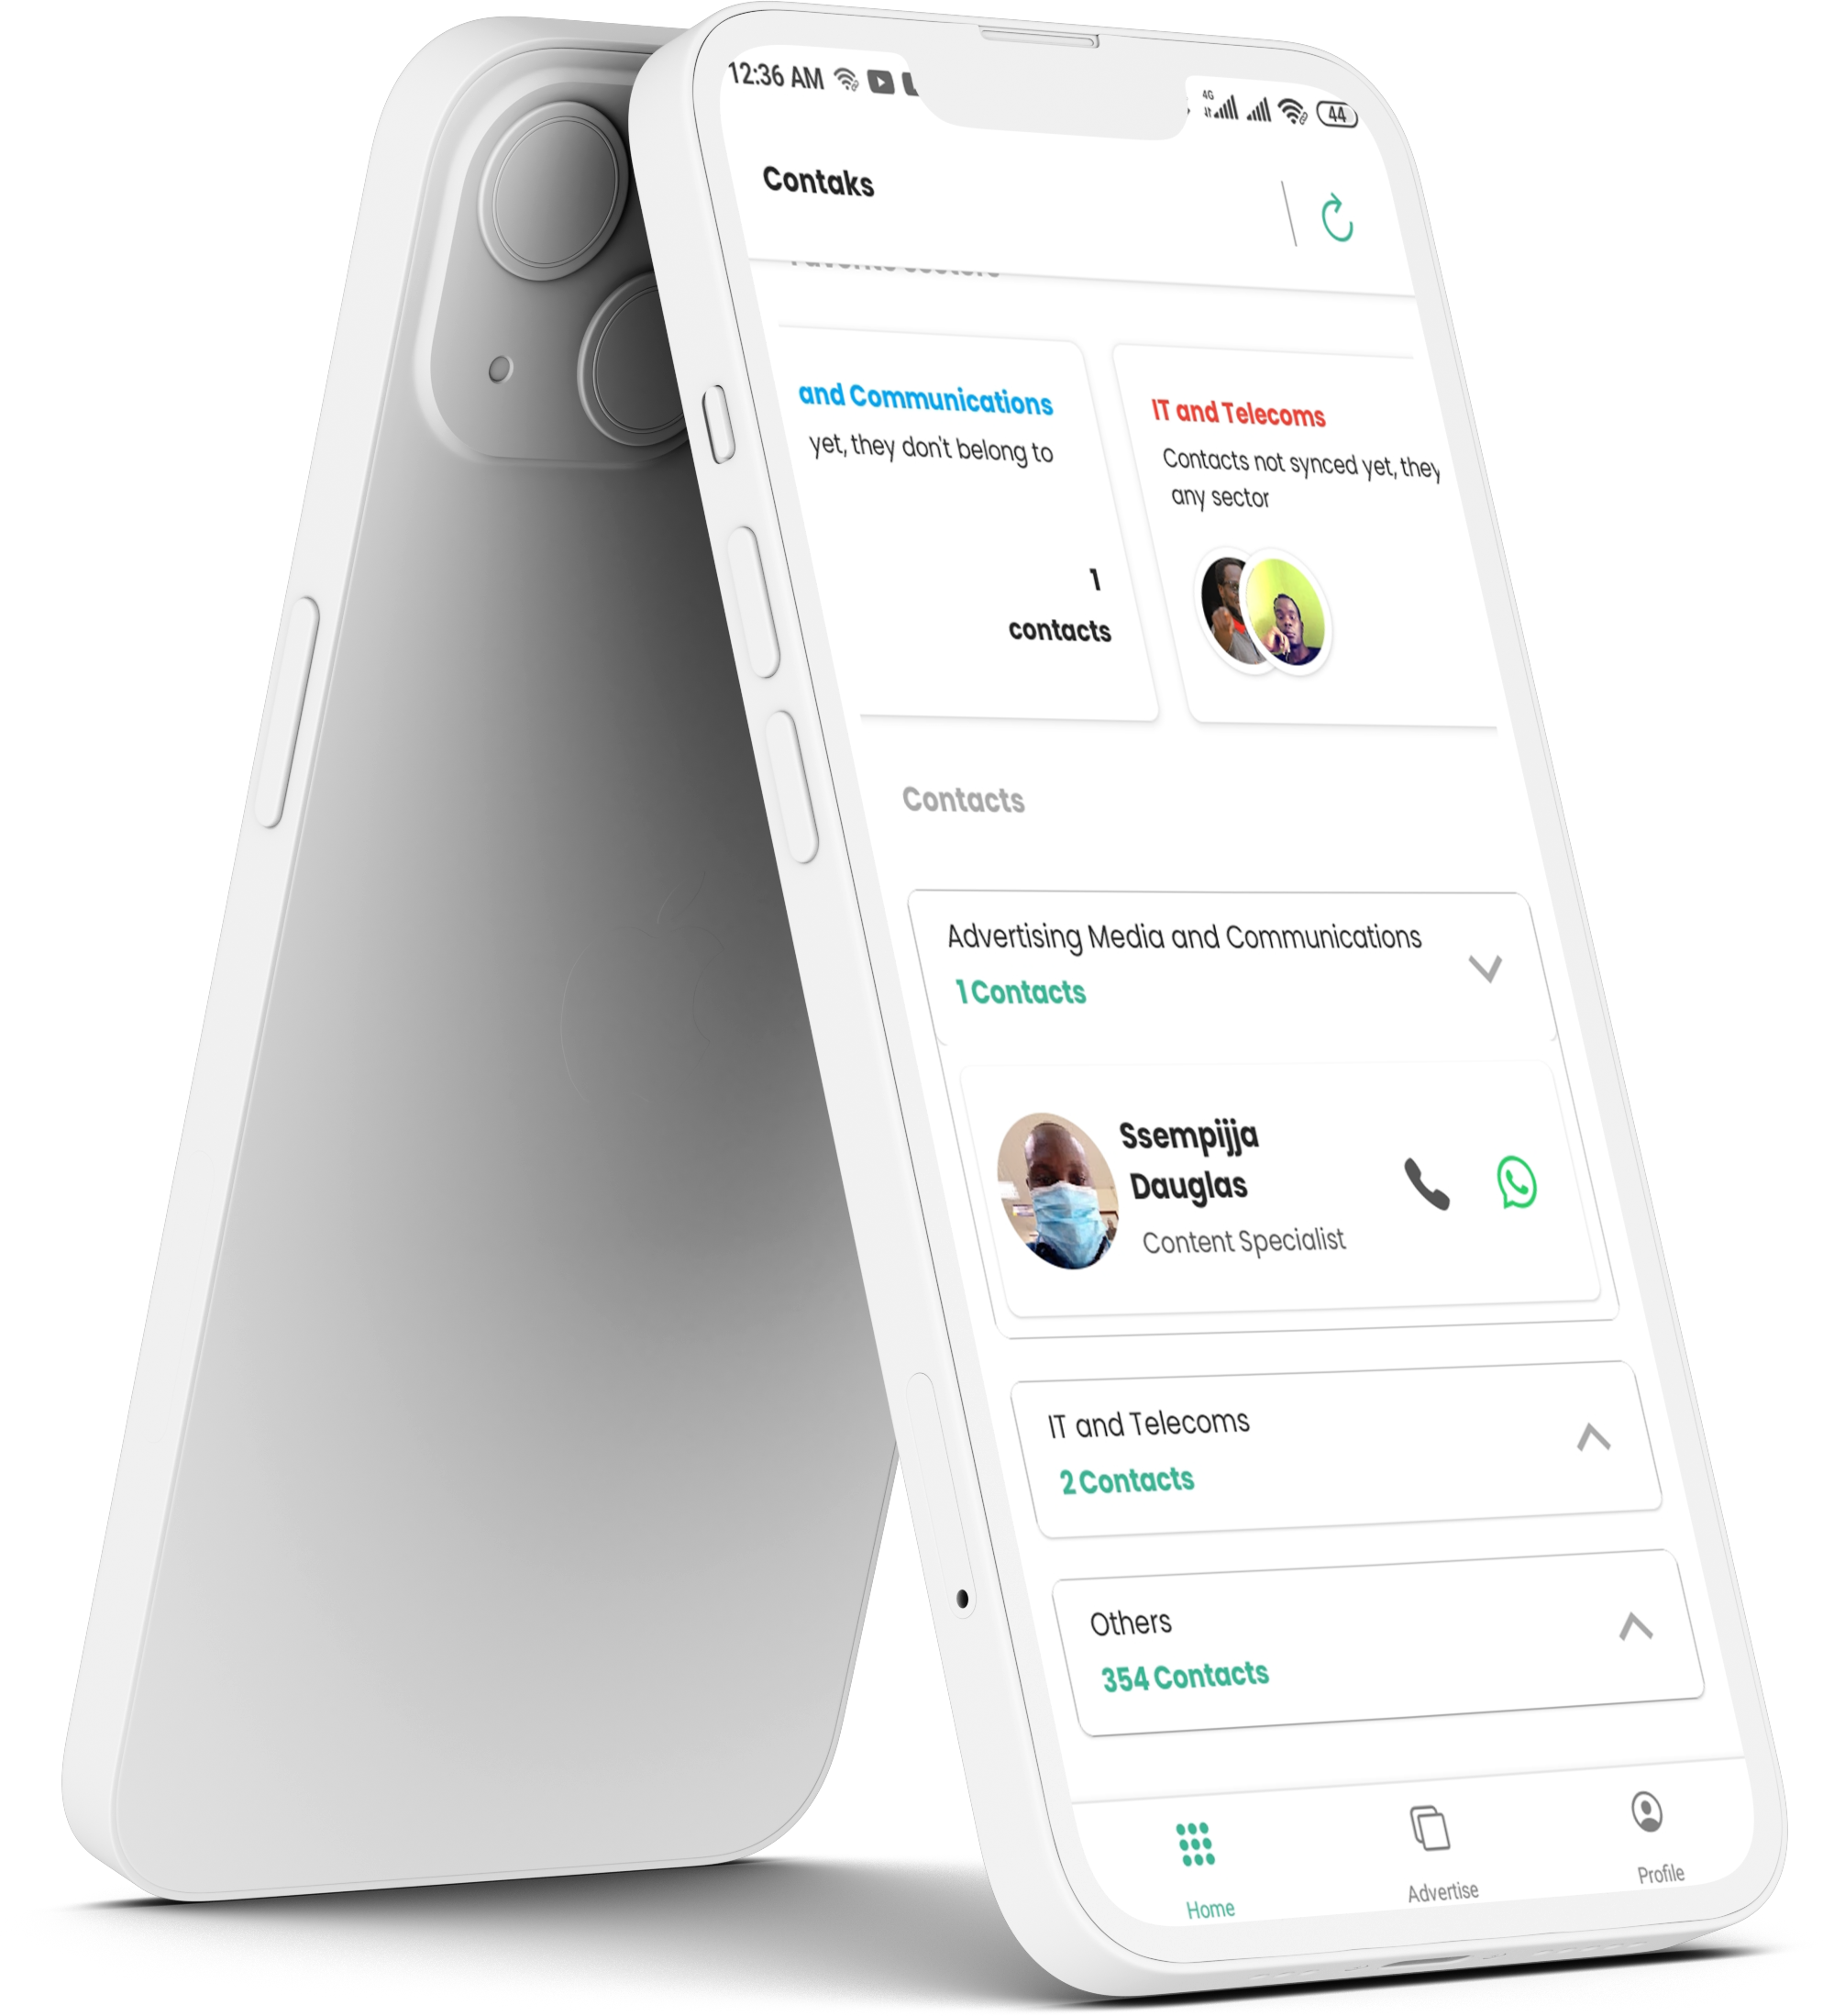 12:36 AM
4G
44
Contaks
and Communications
yet, they don't belong to
1
contacts
IT and Telecoms
Contacts not synced yet, they
any sector
Contacts
Advertising Media and Communications
1 Contacts
Ssempijja
Dauglas
Content Specialist
IT and Telecoms
2 Contacts
Others
354 Contacts
Home
Advertise
Profile